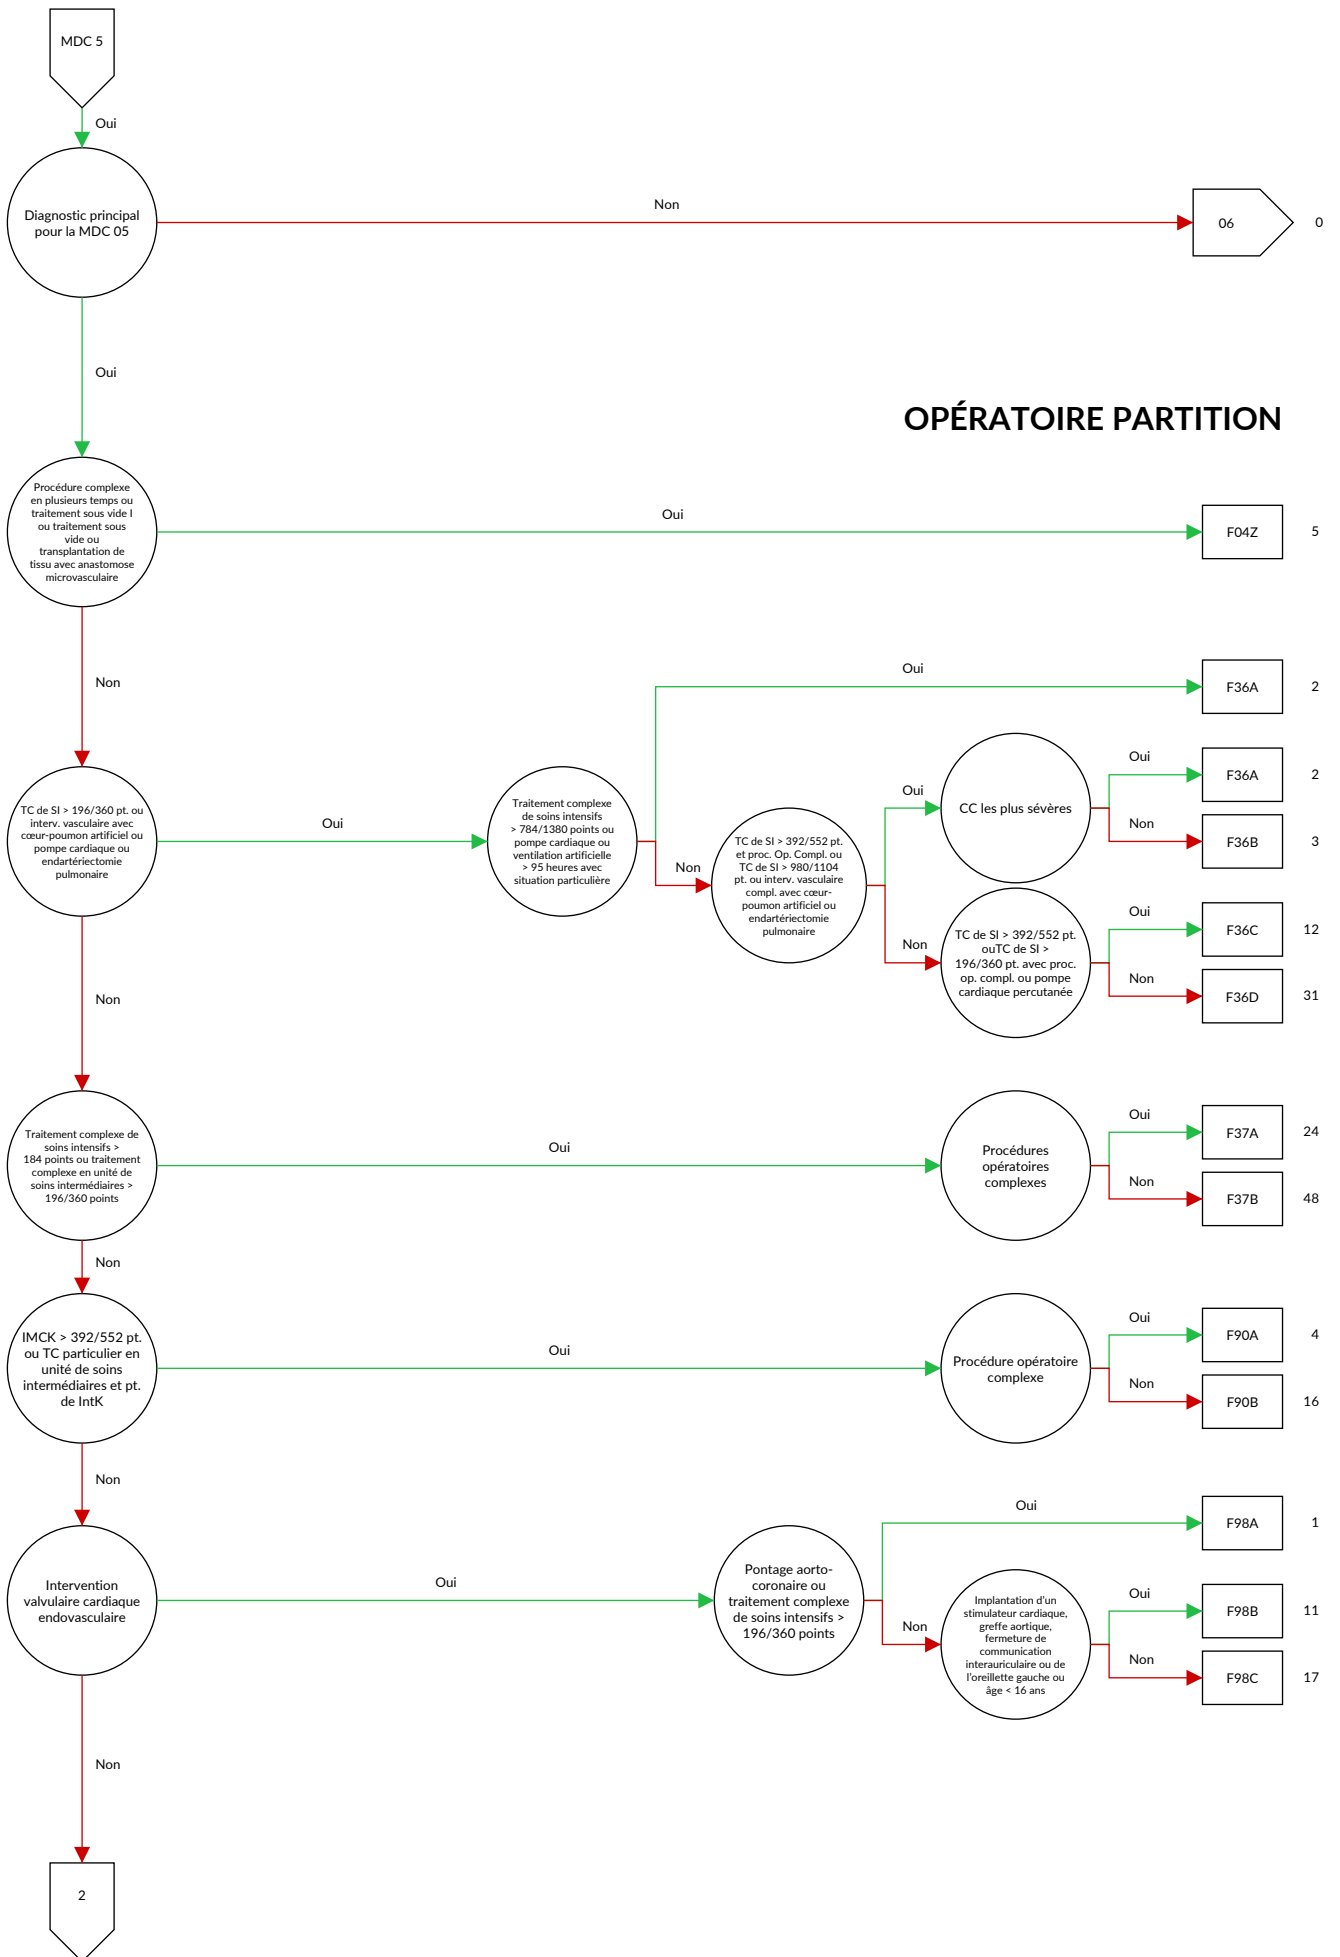 MDC 5
Oui
Diagnostic principal
pour la MDC 05
Non
06
0
Oui
OPÉRATOIRE PARTITION
Procédure complexe
en plusieurs temps ou
traitement sous vide I
ou traitement sous
vide ou
transplantation de
tissu avec anastomose
microvasculaire
Oui
F04Z
5
Non
TC de SI > 196/360 pt. ou
interv. vasculaire avec
cœur-poumon artificiel ou
pompe cardiaque ou
endartériectomie
pulmonaire
Oui
Traitement complexe
de soins intensifs
> 784/1380 points ou
pompe cardiaque ou
ventilation artificielle
> 95 heures avec
situation particulière
Oui
F36A
2
Non
TC de SI > 392/552 pt.
et proc. Op. Compl. ou
TC de SI > 980/1104
pt. ou interv. vasculaire
compl. avec cœur-
poumon artificiel ou
endartériectomie
pulmonaire
Oui
CC les plus sévères
Oui
F36A
2
Non
F36B
3
Non
TC de SI > 392/552 pt.
ouTC de SI >
196/360 pt. avec proc.
op. compl. ou pompe
cardiaque percutanée
Oui
F36C
12
Non
F36D
31
Non
Traitement complexe de
soins intensifs >
184 points ou traitement
complexe en unité de
soins intermédiaires >
196/360 points
Oui
Procédures
opératoires
complexes
Oui
F37A
24
Non
F37B
48
Non
IMCK > 392/552 pt.
ou TC particulier en
unité de soins
intermédiaires et pt.
de IntK
Oui
Procédure opératoire
complexe
Oui
F90A
4
Non
F90B
16
Non
Intervention
valvulaire cardiaque
endovasculaire
Oui
Pontage aorto-
coronaire ou
traitement complexe
de soins intensifs >
196/360 points
Oui
F98A
1
Non
Implantation d'un
stimulateur cardiaque,
greffe aortique,
fermeture de
communication
interauriculaire ou de
l'oreillette gauche ou
âge < 16 ans
Oui
F98B
11
Non
F98C
17
Non
2